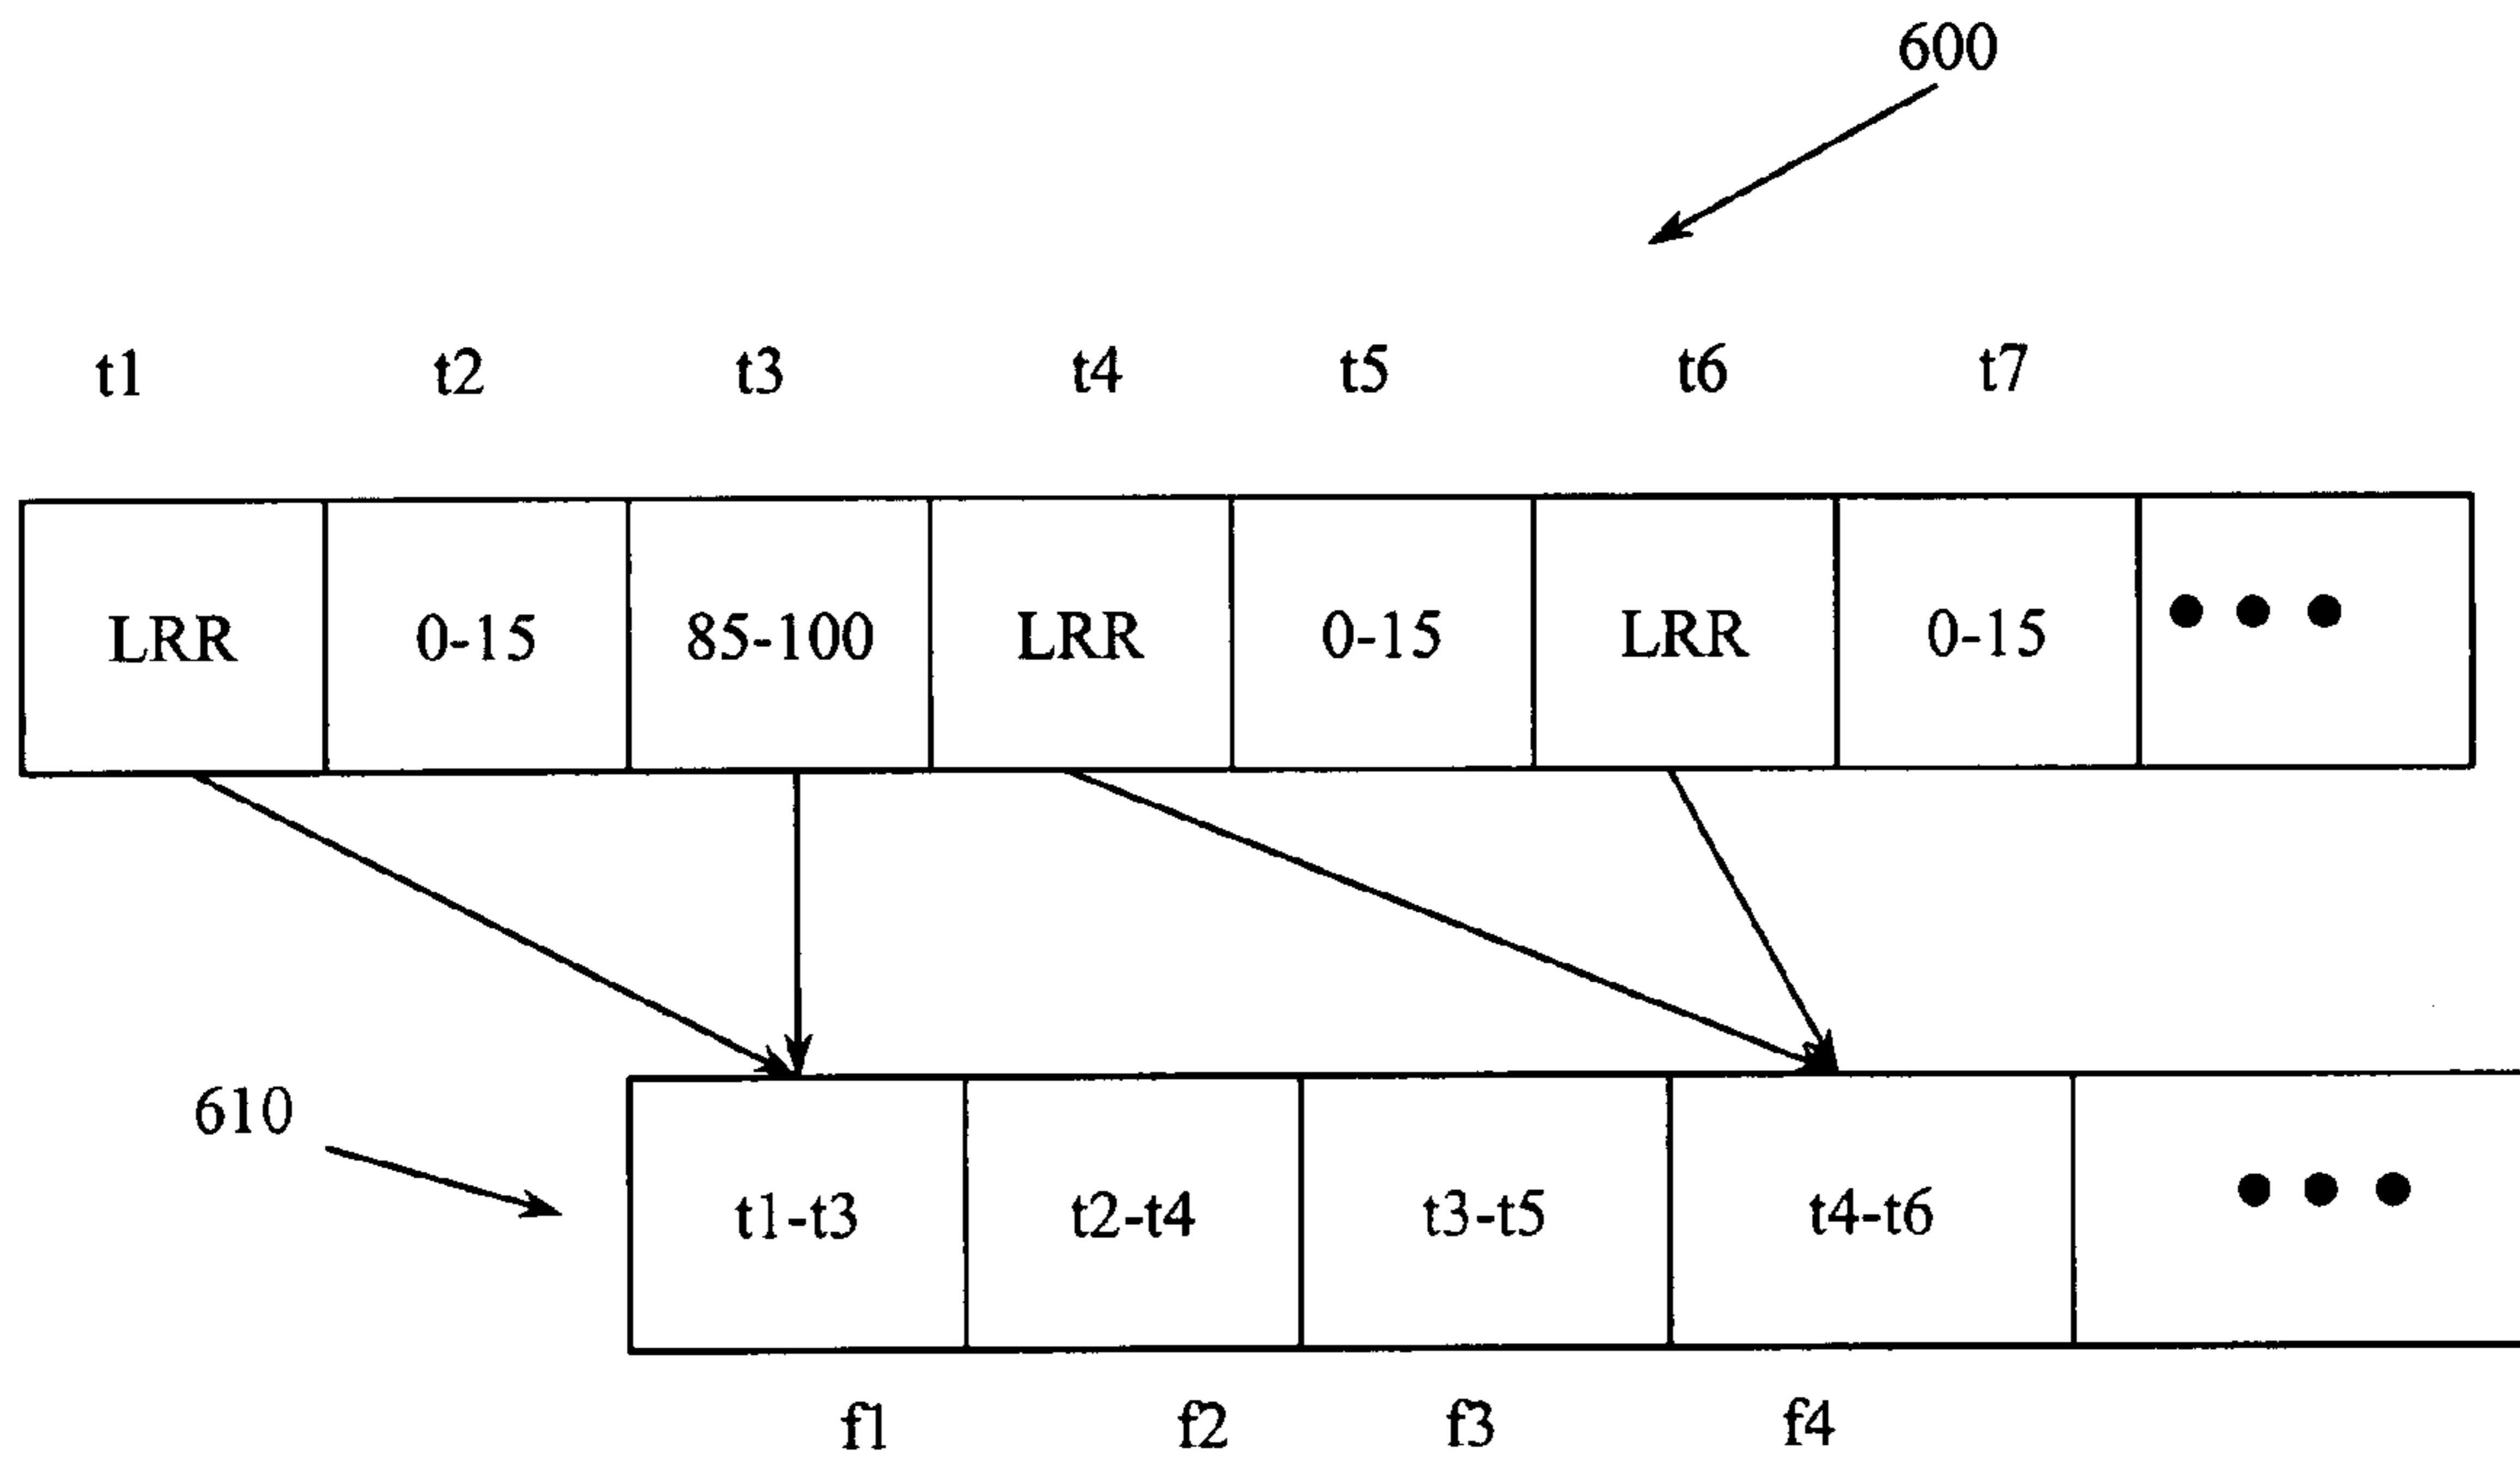 600
t1 t2 t3 t4 t5 t6 t7
LRR 0-15 85-100 LRR 0-15 LRR 0-15 ●●●
610
t1-t3 t2-t4 t3-t5 t4-t6 ●●●
f1 f2 f3 f4